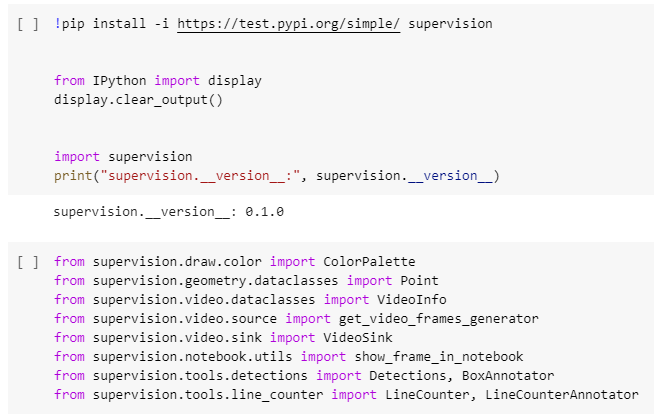 [ ] !pip install -i https://test.pypi.org/simple/ supervision
from IPython import display
display.clear_output()
import supervision
print("supervision.__version__:", supervision.__version__)
supervision.__version__: 0.1.0
[ ] from supervision.draw.color import ColorPalette
from supervision.geometry.dataclasses import Point
from supervision.video.dataclasses import VideoInfo
from supervision.video.source import get_video_frames_generator
from supervision.video.sink import VideoSink
from supervision.notebook.utils import show_frame_in_notebook
from supervision.tools.detections import Detections, BoxAnnotator
from supervision.tools.line_counter import LineCounter, LineCounterAnnotator